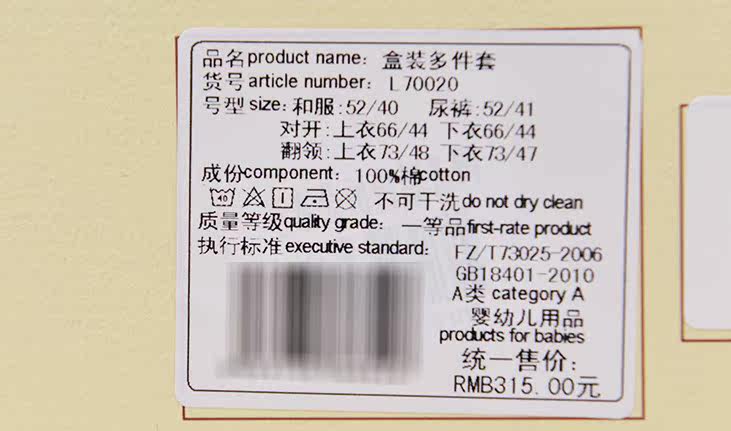 品名product name: 盒装多件套
货号article number: L70020
号型size:和服:52/40 尿裤:52/41
对开:上衣66/44 下衣66/44
翻领:上衣73/48 下衣73/47
成份component: 100%棉cotton
40 不可干洗do not dry clean
质量等级quality grade: 一等品first-rate product
执行标准executive standard: FZ/T73025-2006
GB18401-2010
A类 category A
婴幼儿用品
products for babies
统一售价:
RMB315.00元